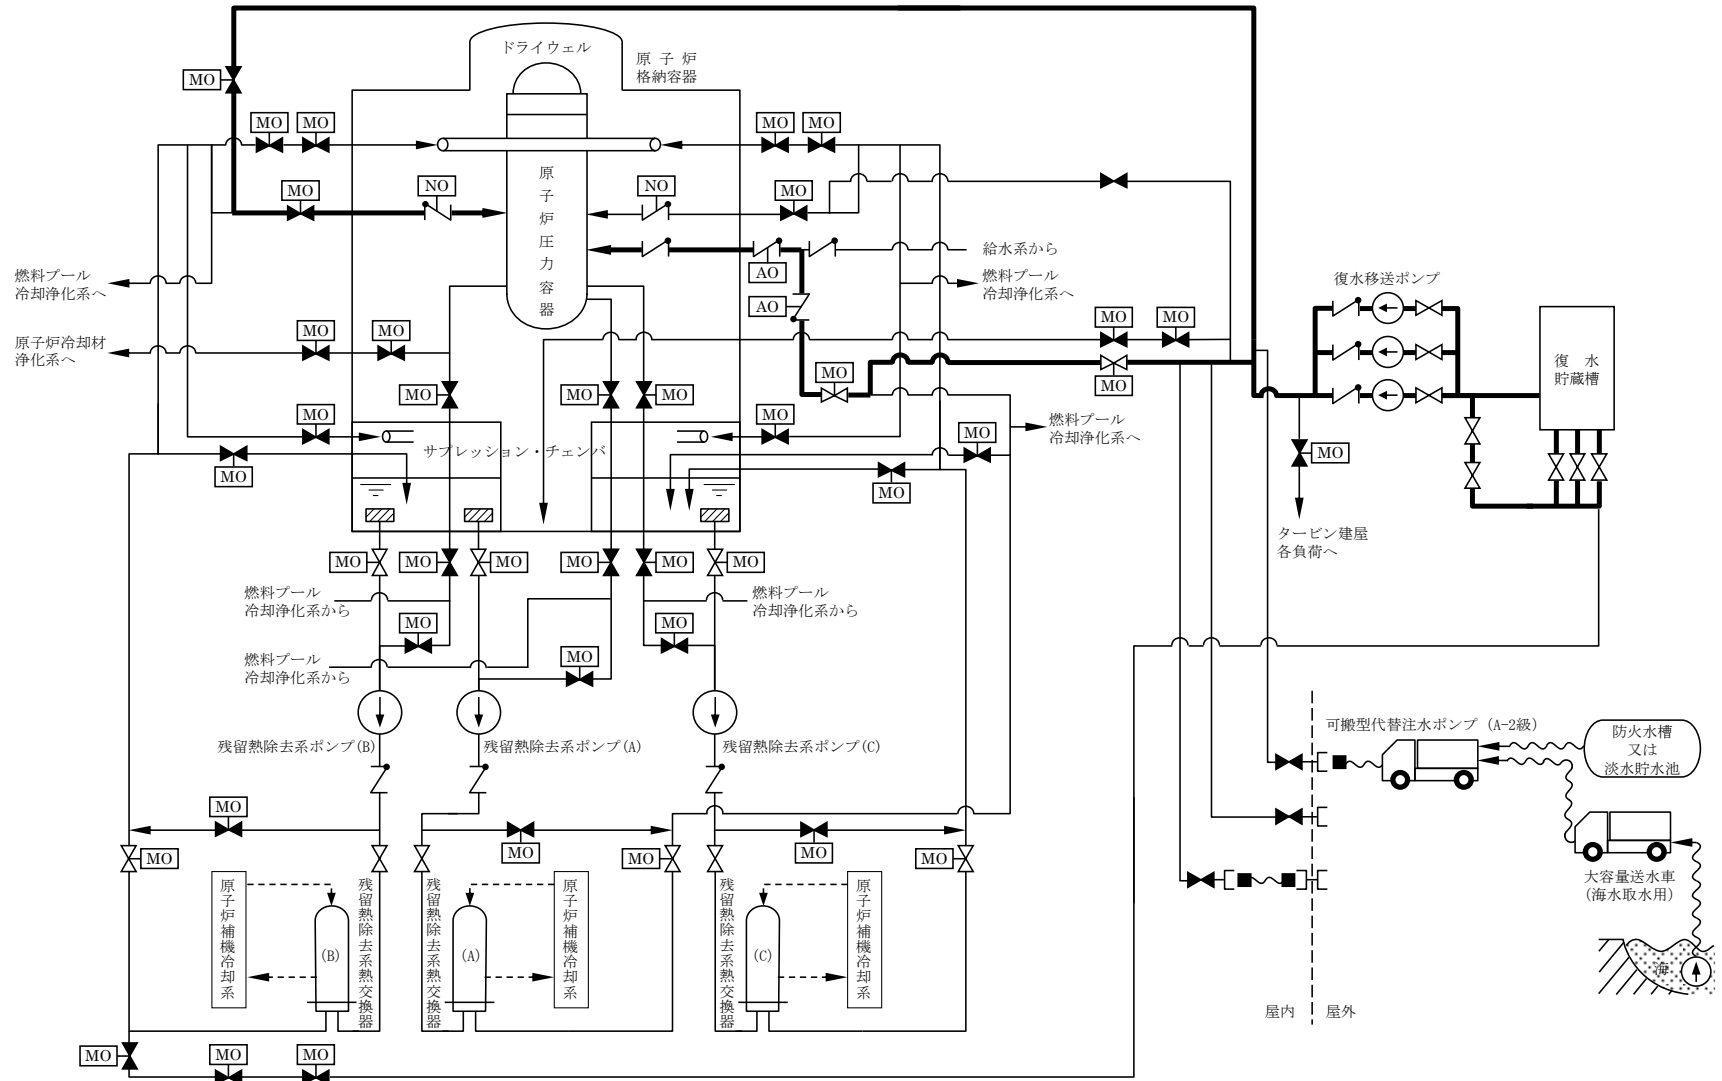 ドライウェル
原 子 炉
格納容器
MO
MO
MO
MO
MO
MO
NO
NO
MO
原子炉圧力容器
AO
AO
給水系から
燃料プール
冷却浄化系へ
燃料プール
冷却浄化系へ
原子炉冷却材
浄化系へ
MO
MO
MO
MO
MO
MO
MO
MO
MO
MO
復水移送ポンプ
復 水
貯蔵槽
MO
MO
燃料プール
冷却浄化系へ
MO
MO
サプレッション・チェンバ
MO
MO
タービン建屋
各負荷へ
MO
MO
MO
MO
MO
燃料プール
冷却浄化系から
燃料プール
冷却浄化系から
MO
MO
燃料プール
冷却浄化系から
MO
残留熱除去系ポンプ(B)
残留熱除去系ポンプ(A)
残留熱除去系ポンプ(C)
可搬型代替注水ポンプ (A-2級)
防火水槽
又は
淡水貯水池
MO
MO
MO
MO
MO
MO
大容量送水車
(海水取水用)
原子炉補機冷却系
(B)
残留熱除去系熱交換器
残留熱除去系熱交換器
(A)
原子炉補機冷却系
残留熱除去系熱交換器
(C)
原子炉補機冷却系
海
屋内
屋外
MO
MO
MO